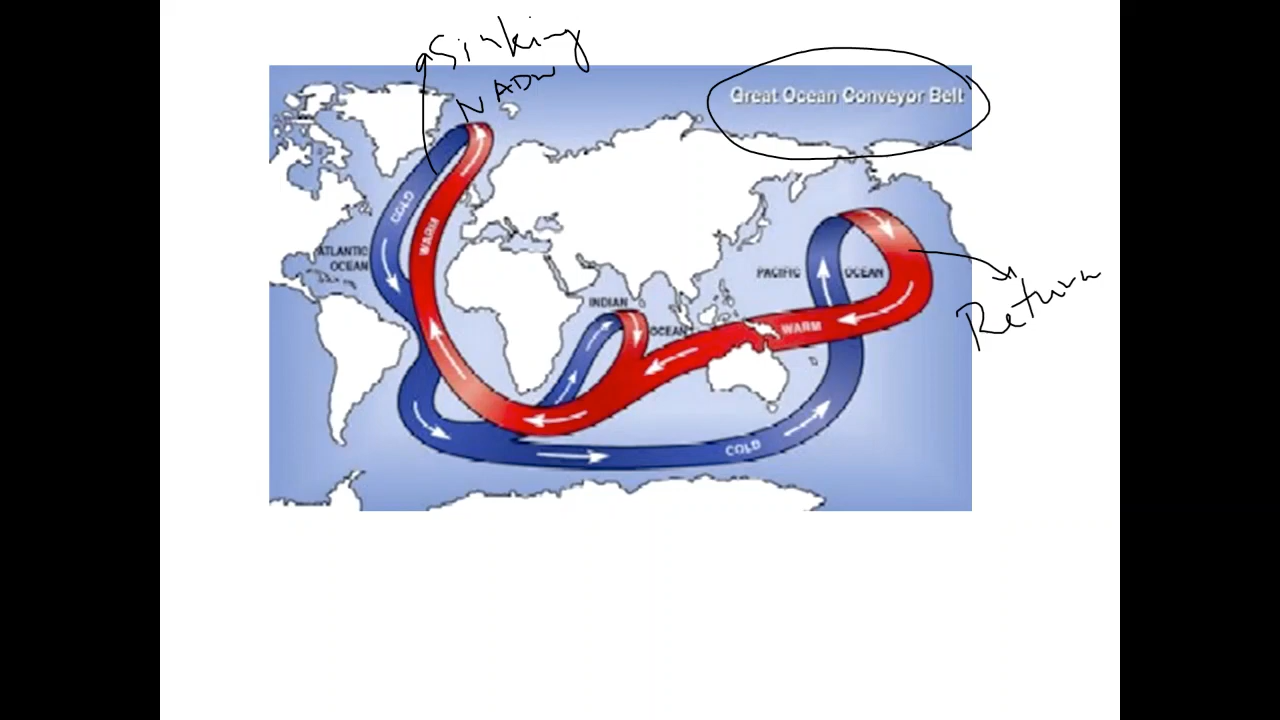 Sinking
NADW
Great Ocean Conveyor Belt
COLD
WARM
ATLANTIC
OCEAN
PACIFIC OCEAN
INDIAN
OCEAN
WARM
Return
COLD